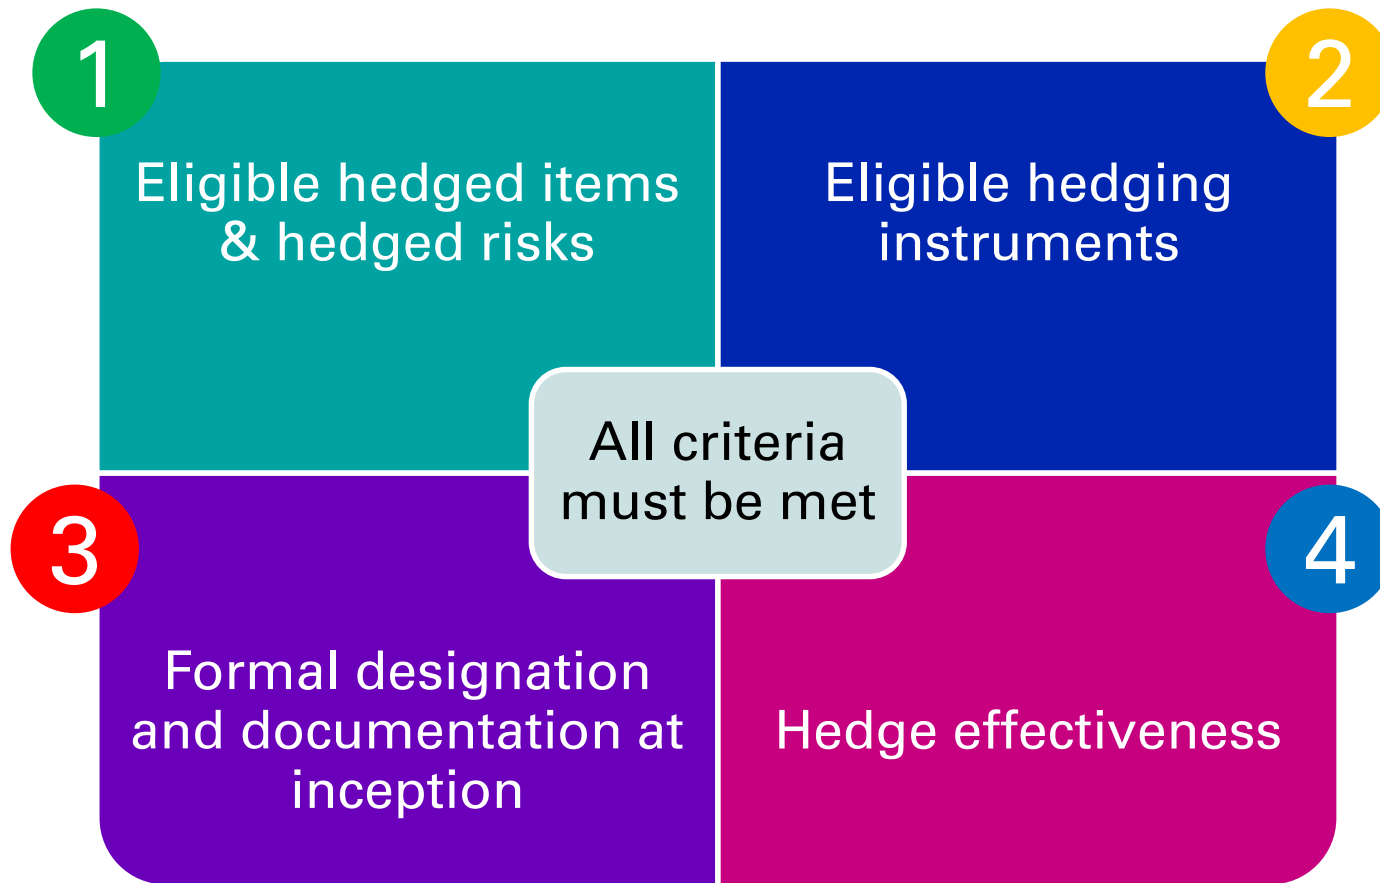 1
Eligible hedged items
& hedged risks
2
Eligible hedging
instruments
All criteria
must be met
3
Formal designation
and documentation at
inception
4
Hedge effectiveness